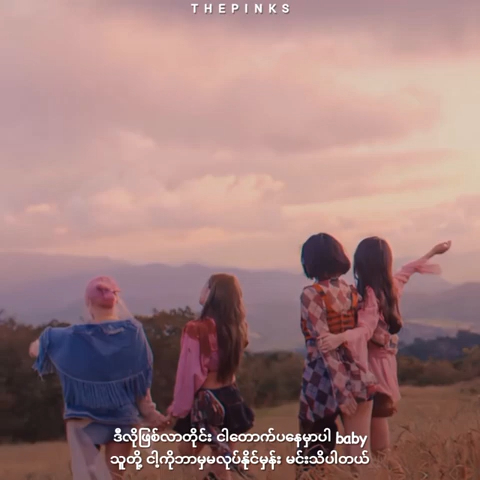 THEPINKS
ဒီလိုဖြစ်လာတိုင်း ငါတောက်ပနေမှာပါ baby
သူတို့ ငါ့ကိုဘာမှမလုပ်နိုင်မှန်း မင်းသိပါတယ်